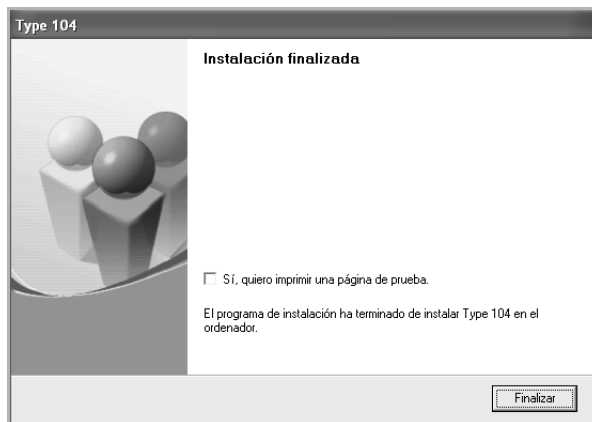 Type 104
Instalación finalizada
Sí, quiero imprimir una página de prueba.
El programa de instalación ha terminado de instalar Type 104 en el
ordenador.
Finalizar